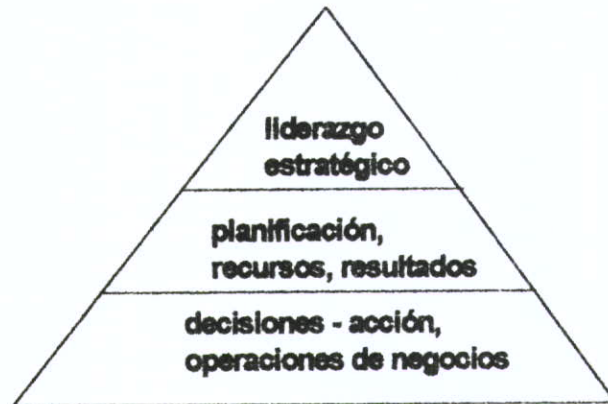 liderazgo
estratégico
planificación,
recursos, resultados
decisiones - acción,
operaciones de negocios